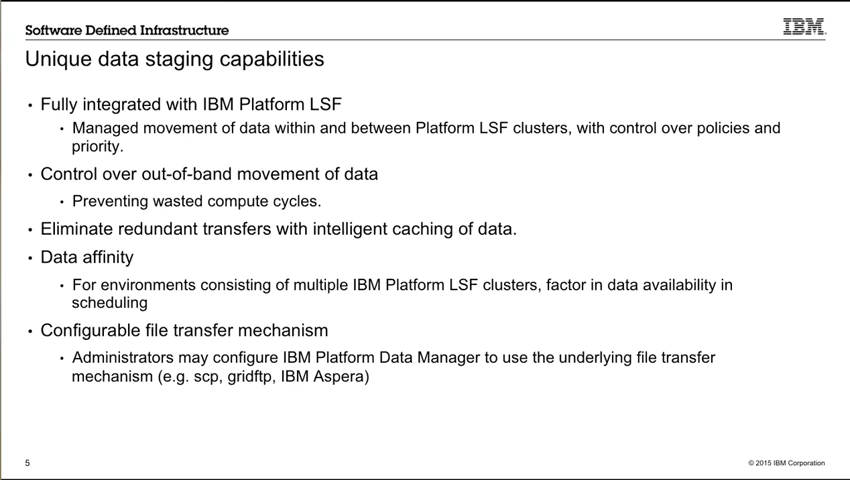 Software Defined Infrastructure
IBM
Unique data staging capabilities
• Fully integrated with IBM Platform LSF
• Managed movement of data within and between Platform LSF clusters, with control over policies and
priority.
• Control over out-of-band movement of data
• Preventing wasted compute cycles.
• Eliminate redundant transfers with intelligent caching of data.
• Data affinity
• For environments consisting of multiple IBM Platform LSF clusters, factor in data availability in
scheduling
• Configurable file transfer mechanism
• Administrators may configure IBM Platform Data Manager to use the underlying file transfer
mechanism (e.g. scp, gridftp, IBM Aspera)
5
© 2015 IBM Corporation